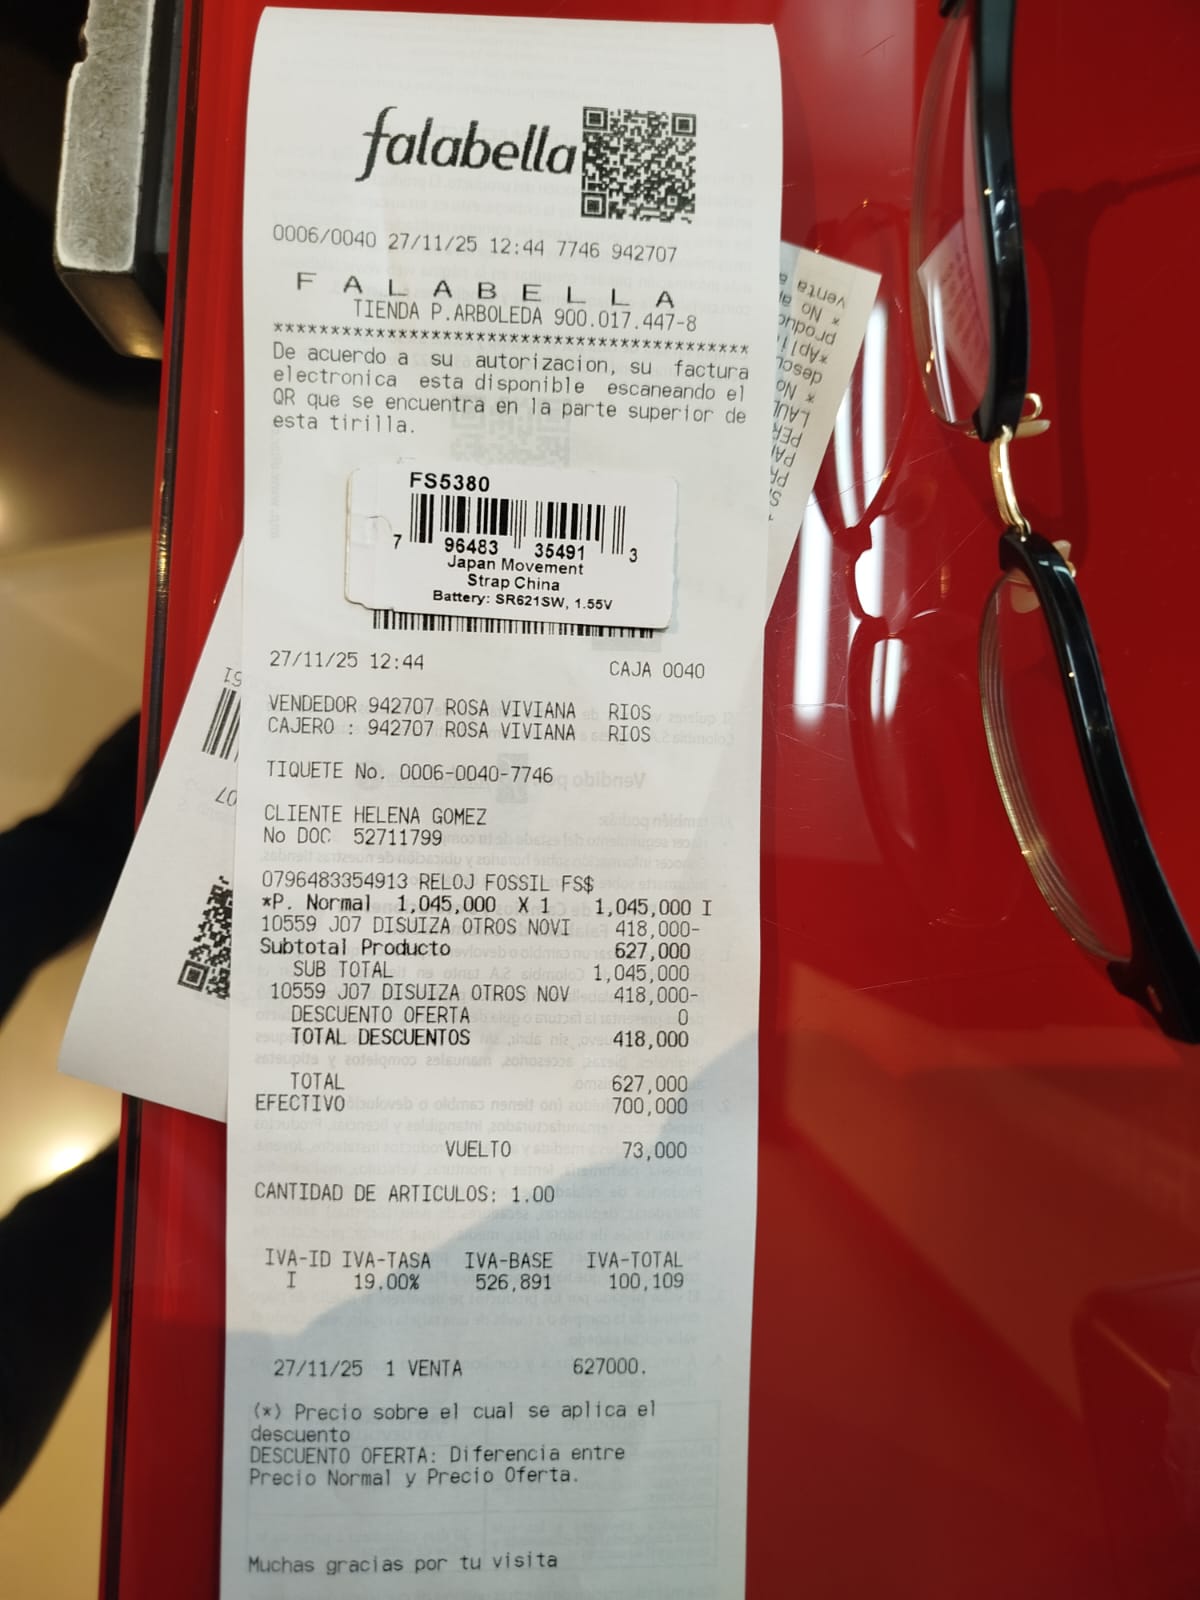 falabella
0006/0040 27/11/25 12:44 7746 942707
F A L A B E L L A
TIENDA P.ARBOLEDA 900.017.447-8
******************************************
De acuerdo a su autorizacion, su factura
electronica esta disponible escaneando el
QR que se encuentra en la parte superior de
esta tirilla.
FS5380
7 96483 35491 3
Japan Movement
Strap China
Battery: SR621SW, 1.55V
27/11/25 12:44 CAJA 0040
VENDEDOR 942707 ROSA VIVIANA RIOS
CAJERO : 942707 ROSA VIVIANA RIOS
TIQUETE No. 0006-0040-7746
CLIENTE HELENA GOMEZ
No DOC 52711799
0796483354913 RELOJ FOSSIL FS$
*P. Normal 1,045,000 X 1 1,045,000 I
10559 J07 DISUIZA OTROS NOVI 418,000-
Subtotal Producto 627,000
SUB TOTAL 1,045,000
10559 J07 DISUIZA OTROS NOV 418,000-
DESCUENTO OFERTA 0
TOTAL DESCUENTOS 418,000
TOTAL 627,000
EFECTIVO 700,000
VUELTO 73,000
CANTIDAD DE ARTICULOS: 1.00
IVA-ID IVA-TASA IVA-BASE IVA-TOTAL
I 19,00% 526,891 100,109
27/11/25 1 VENTA 627000.
(*) Precio sobre el cual se aplica el
descuento
DESCUENTO OFERTA: Diferencia entre
Precio Normal y Precio Oferta.
Muchas gracias por tu visita